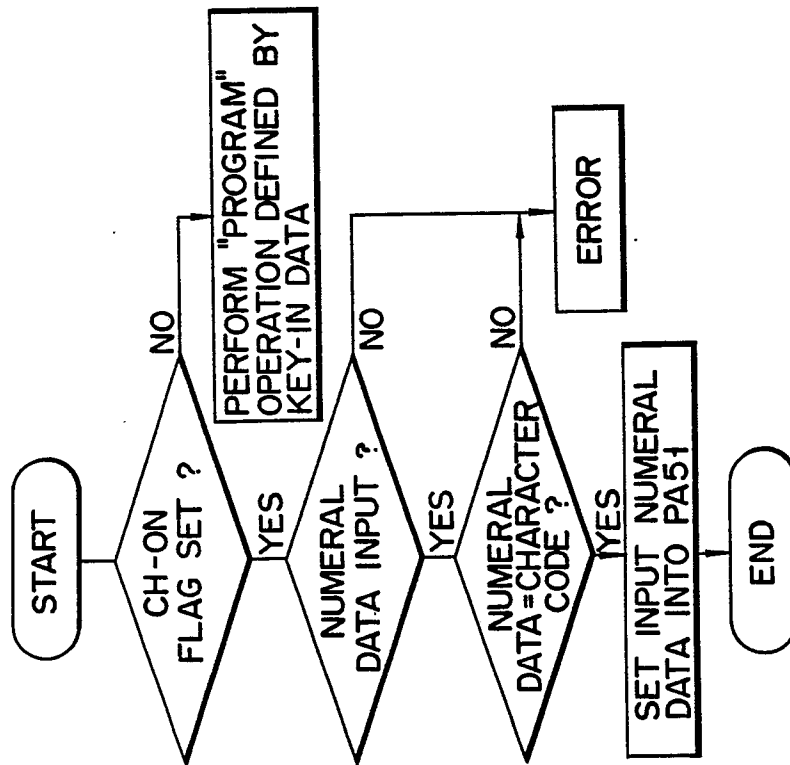 START
CH-ON
FLAG SET ?
NO
PERFORM "PROGRAM"
OPERATION DEFINED BY
KEY-IN DATA
YES
NUMERAL
DATA INPUT ?
NO
YES
NUMERAL
DATA=CHARACTER
CODE ?
NO
ERROR
YES
SET INPUT NUMERAL
DATA INTO PA51
END